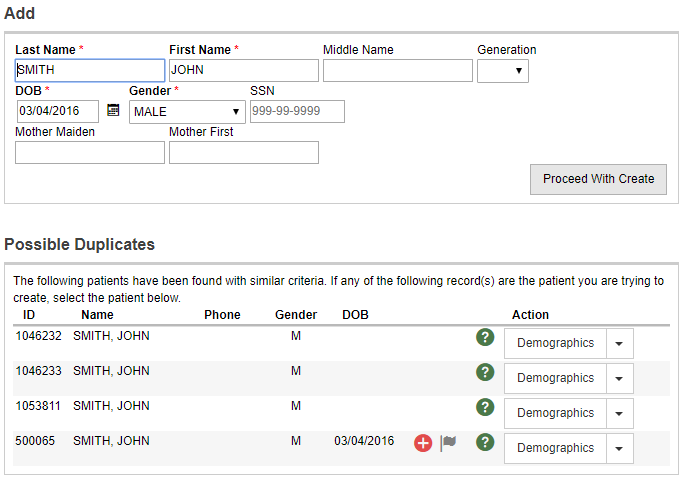 Add
Last Name * First Name * Middle Name Generation
SMITH JOHN
DOB * Gender * SSN
03/04/2016 MALE 999-99-9999
Mother Maiden Mother First
Proceed With Create
Possible Duplicates
The following patients have been found with similar criteria. If any of the following record(s) are the patient you are trying to
create, select the patient below.
ID Name Phone Gender DOB Action
1046232 SMITH, JOHN M ? Demographics
1046233 SMITH, JOHN M ? Demographics
1053811 SMITH, JOHN M ? Demographics
500065 SMITH, JOHN M 03/04/2016 ? Demographics